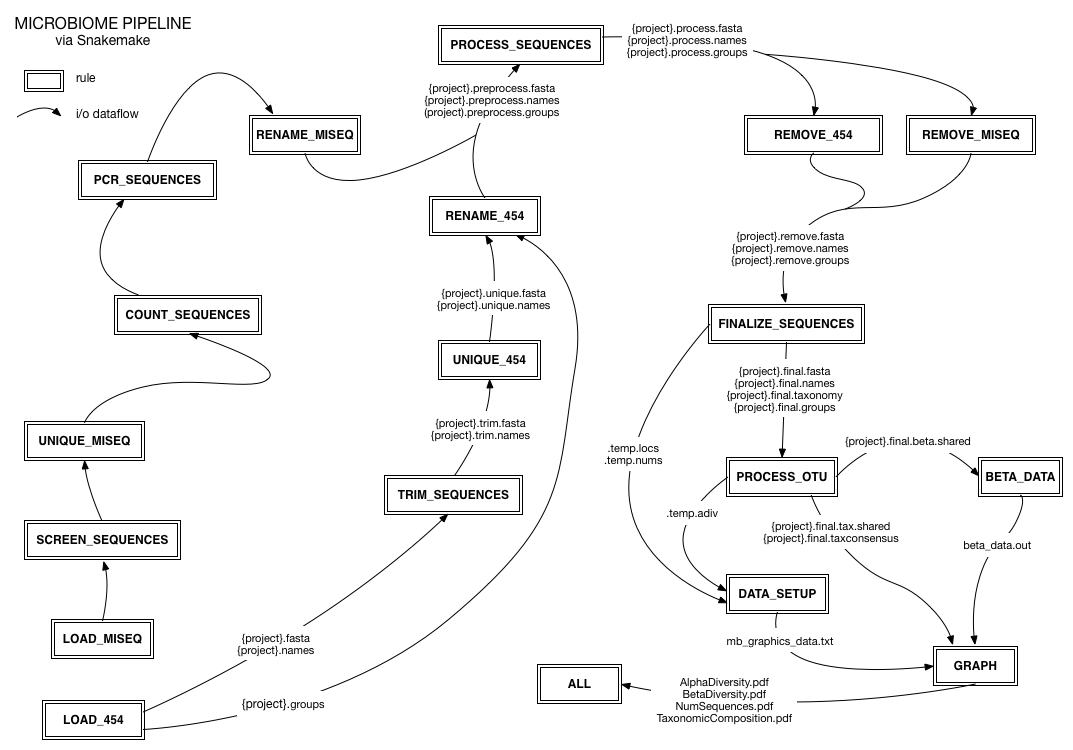 MICROBIOME PIPELINE
via Snakemake
rule
i/o dataflow
PROCESS_SEQUENCES
{project}.process.fasta
{project}.process.names
{project}.process.groups
{project}.preprocess.fasta
{project}.preprocess.names
(project).preprocess.groups
RENAME_MISEQ
REMOVE_454
REMOVE_MISEQ
PCR_SEQUENCES
RENAME_454
{project}.remove.fasta
{project}.remove.names
{project}.remove.groups
{project}.unique.fasta
{project}.unique.names
COUNT_SEQUENCES
FINALIZE_SEQUENCES
UNIQUE_454
{project}.final.fasta
{project}.final.names
{project}.final.taxonomy
{project}.final.groups
{project}.trim.fasta
{project}.trim.names
UNIQUE_MISEQ
.temp.locs
.temp.nums
{project}.final.beta.shared
PROCESS_OTU
BETA_DATA
TRIM_SEQUENCES
.temp.adiv
{project}.final.tax.shared
{project}.final.taxconsensus
SCREEN_SEQUENCES
beta_data.out
DATA_SETUP
LOAD_MISEQ
{project}.fasta
{project}.names
mb_graphics_data.txt
GRAPH
ALL
AlphaDiversity.pdf
BetaDiversity.pdf
NumSequences.pdf
TaxonomicComposition.pdf
{project}.groups
LOAD_454